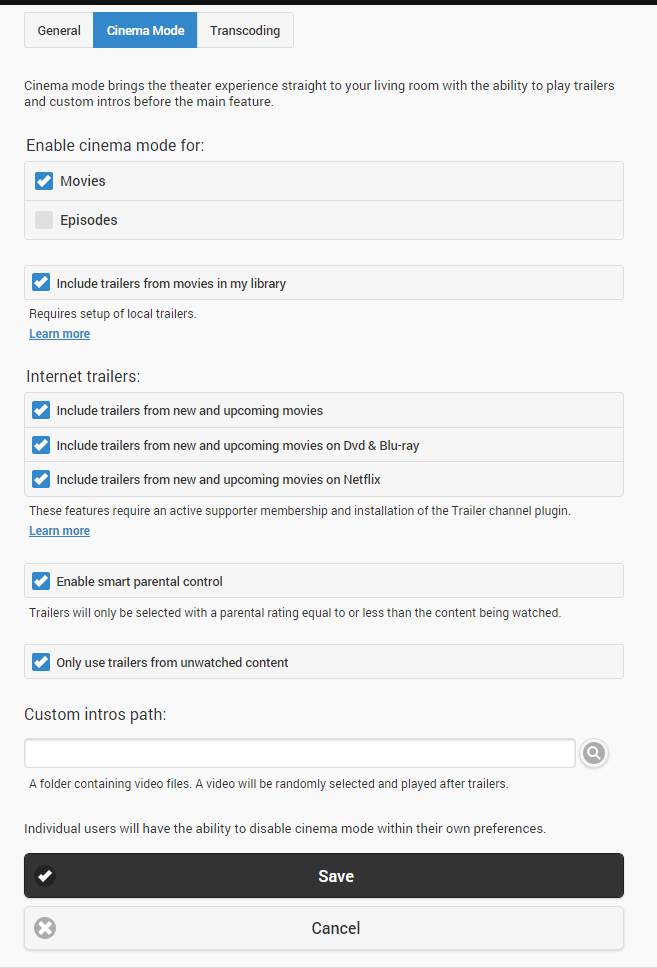 General
Cinema Mode
Transcoding
Cinema mode brings the theater experience straight to your living room with the ability to play trailers
and custom intros before the main feature.
Enable cinema mode for:
Movies
Episodes
Include trailers from movies in my library
Requires setup of local trailers.
Learn more
Internet trailers:
Include trailers from new and upcoming movies
Include trailers from new and upcoming movies on Dvd & Blu-ray
Include trailers from new and upcoming movies on Netflix
These features require an active supporter membership and installation of the Trailer channel plugin.
Learn more
Enable smart parental control
Trailers will only be selected with a parental rating equal to or less than the content being watched.
Only use trailers from unwatched content
Custom intros path:
A folder containing video files. A video will be randomly selected and played after trailers.
Individual users will have the ability to disable cinema mode within their own preferences.
Save
Cancel